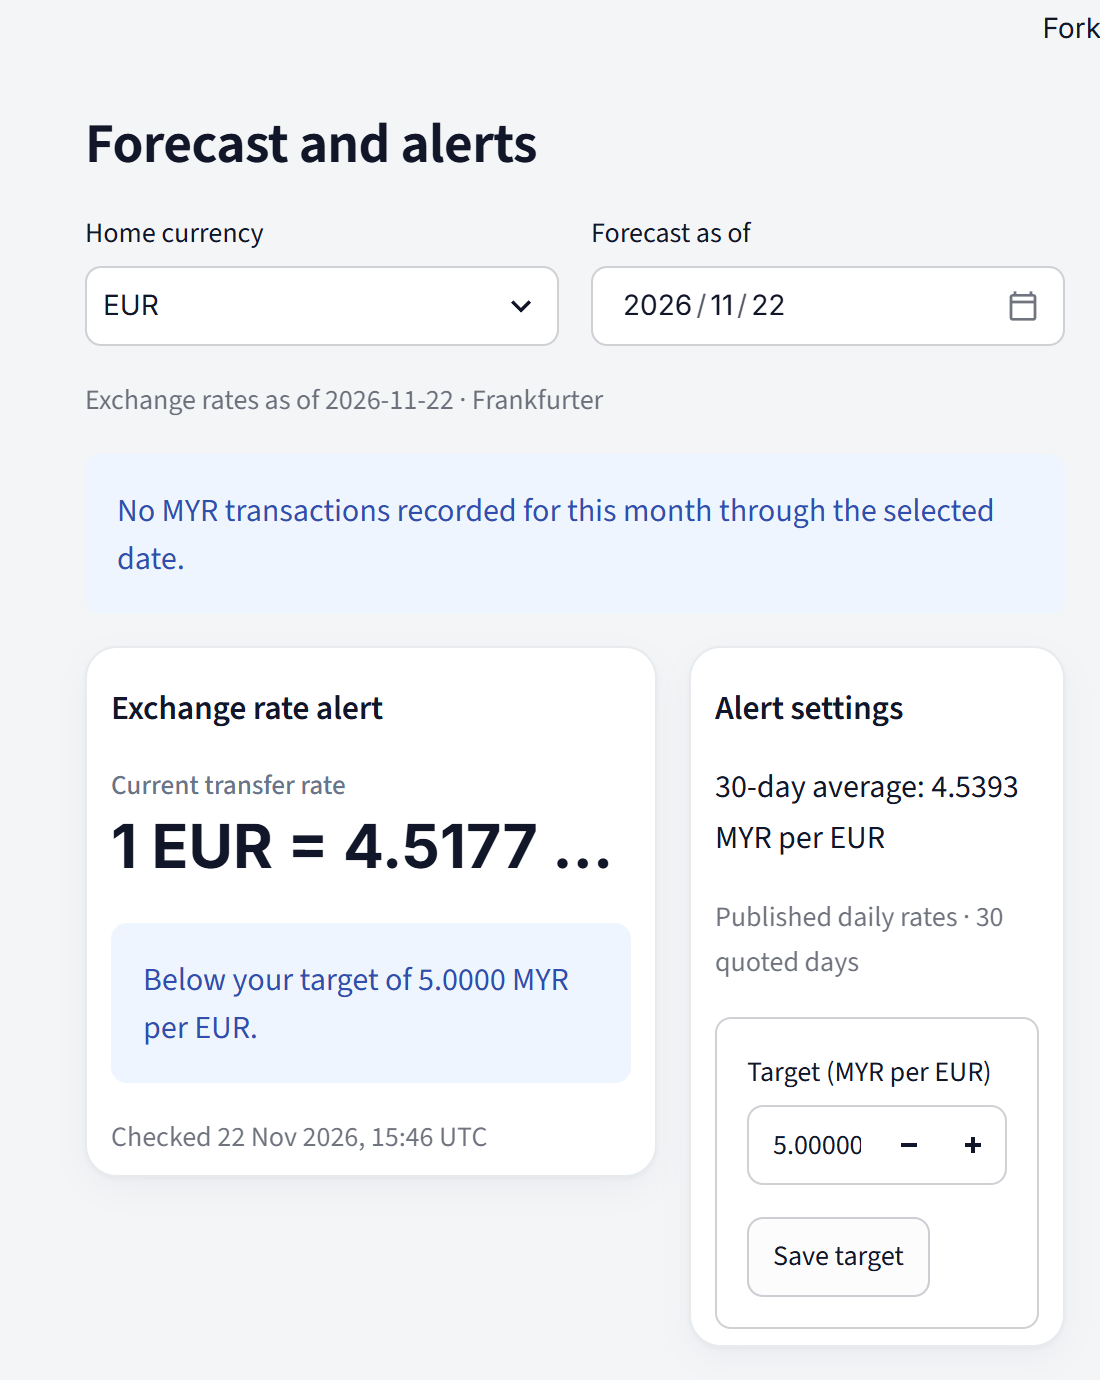 Fork
Forecast and alerts
Home currency
Forecast as of
EUR
2026/11/22
Exchange rates as of 2026-11-22 · Frankfurter
No MYR transactions recorded for this month through the selected
date.
Exchange rate alert
Current transfer rate
1 EUR = 4.5177 ...
Below your target of 5.0000 MYR
per EUR.
Checked 22 Nov 2026, 15:46 UTC
Alert settings
30-day average: 4.5393
MYR per EUR
Published daily rates · 30
quoted days
Target (MYR per EUR)
5.00000
Save target